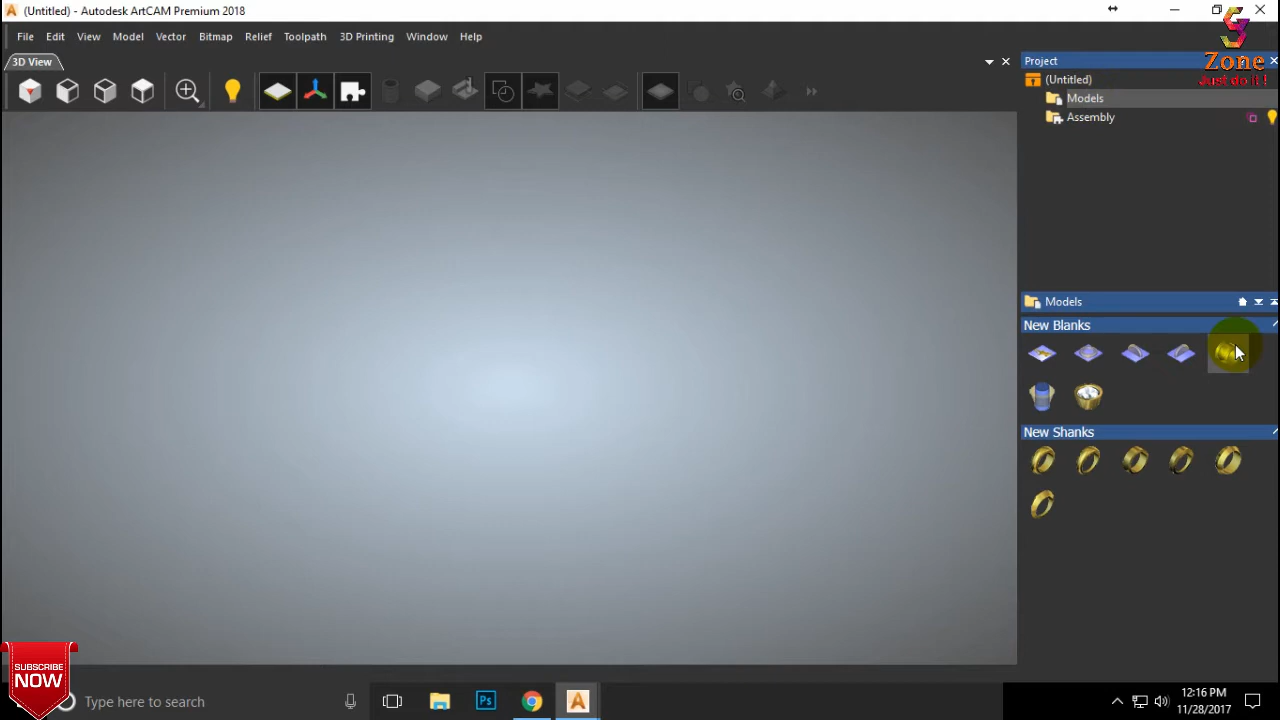 (Untitled) - Autodesk ArtCAM Premium 2018
File Edit View Model Vector Bitmap Relief Toolpath 3D Printing Window Help
Zone
Just do it !
3D View
Project
(Untitled)
Models
Assembly
Models
New Blanks
New Shanks
SUBSCRIBE
NOW
Type here to search
Ps
12:16 PM
11/28/2017